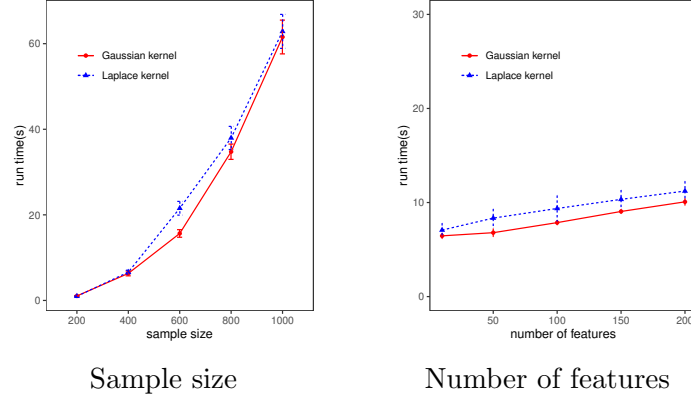 60
40
20
0
run time(s)
Gaussian kernel
Laplace kernel
200 400 600 800 1000
sample size
Sample size
30
20
10
0
run time(s)
Gaussian kernel
Laplace kernel
50 100 150 200
number of features
Number of features